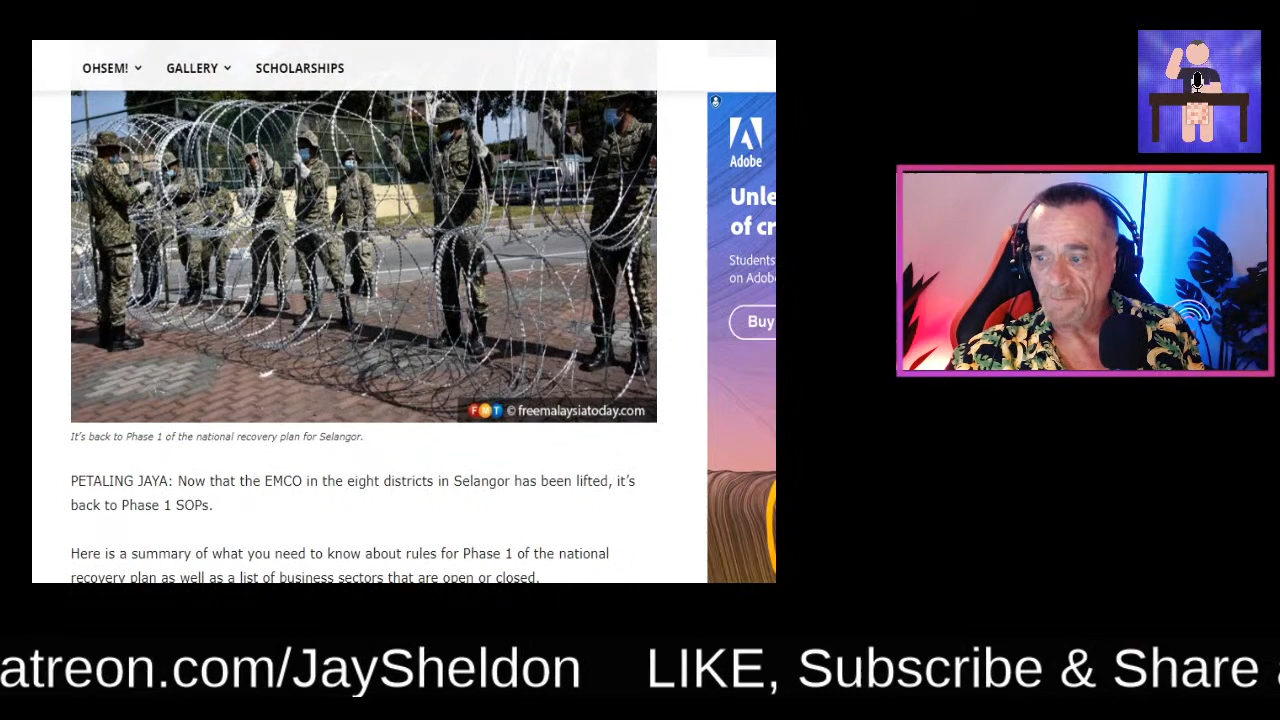 OHSEM!
GALLERY
SCHOLARSHIPS
Adobe
Unle
of cr
Students
on Adob
Buy
FMT © freemalaysiatoday.com
It's back to Phase 1 of the national recovery plan for Selangor.
PETALING JAYA: Now that the EMCO in the eight districts in Selangor has been lifted, it's
back to Phase 1 SOPs.
Here is a summary of what you need to know about rules for Phase 1 of the national
recovery plan as well as a list of business sectors that are open or closed.
atreon.com/JaySheldon LIKE, Subscribe & Share